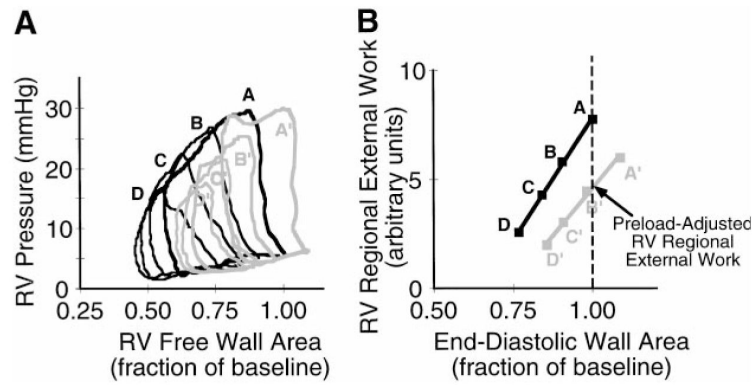 A
RV Pressure (mmHg)
30
20
10
0
0.25
0.50
0.75
1.00
A
B
C
D
A'
B'
C'
RV Free Wall Area
(fraction of baseline)
B
RV Regional External Work
(arbitrary units)
10
5
0
0.50
0.75
1.00
A
B
C
D
A'
B'
C'
D'
Preload-Adjusted
RV Regional
External Work
End-Diastolic Wall Area
(fraction of baseline)